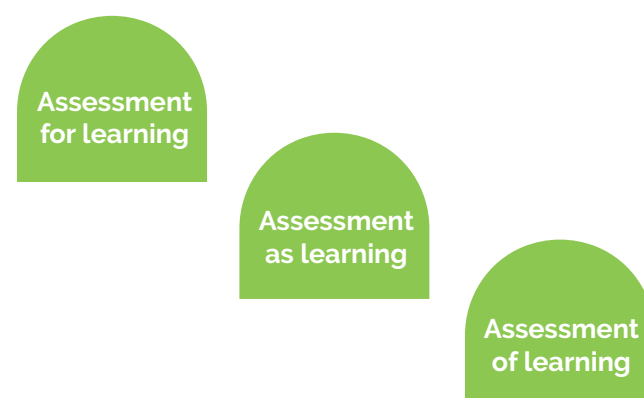 Assessment
for learning
Assessment
as learning
Assessment
of learning